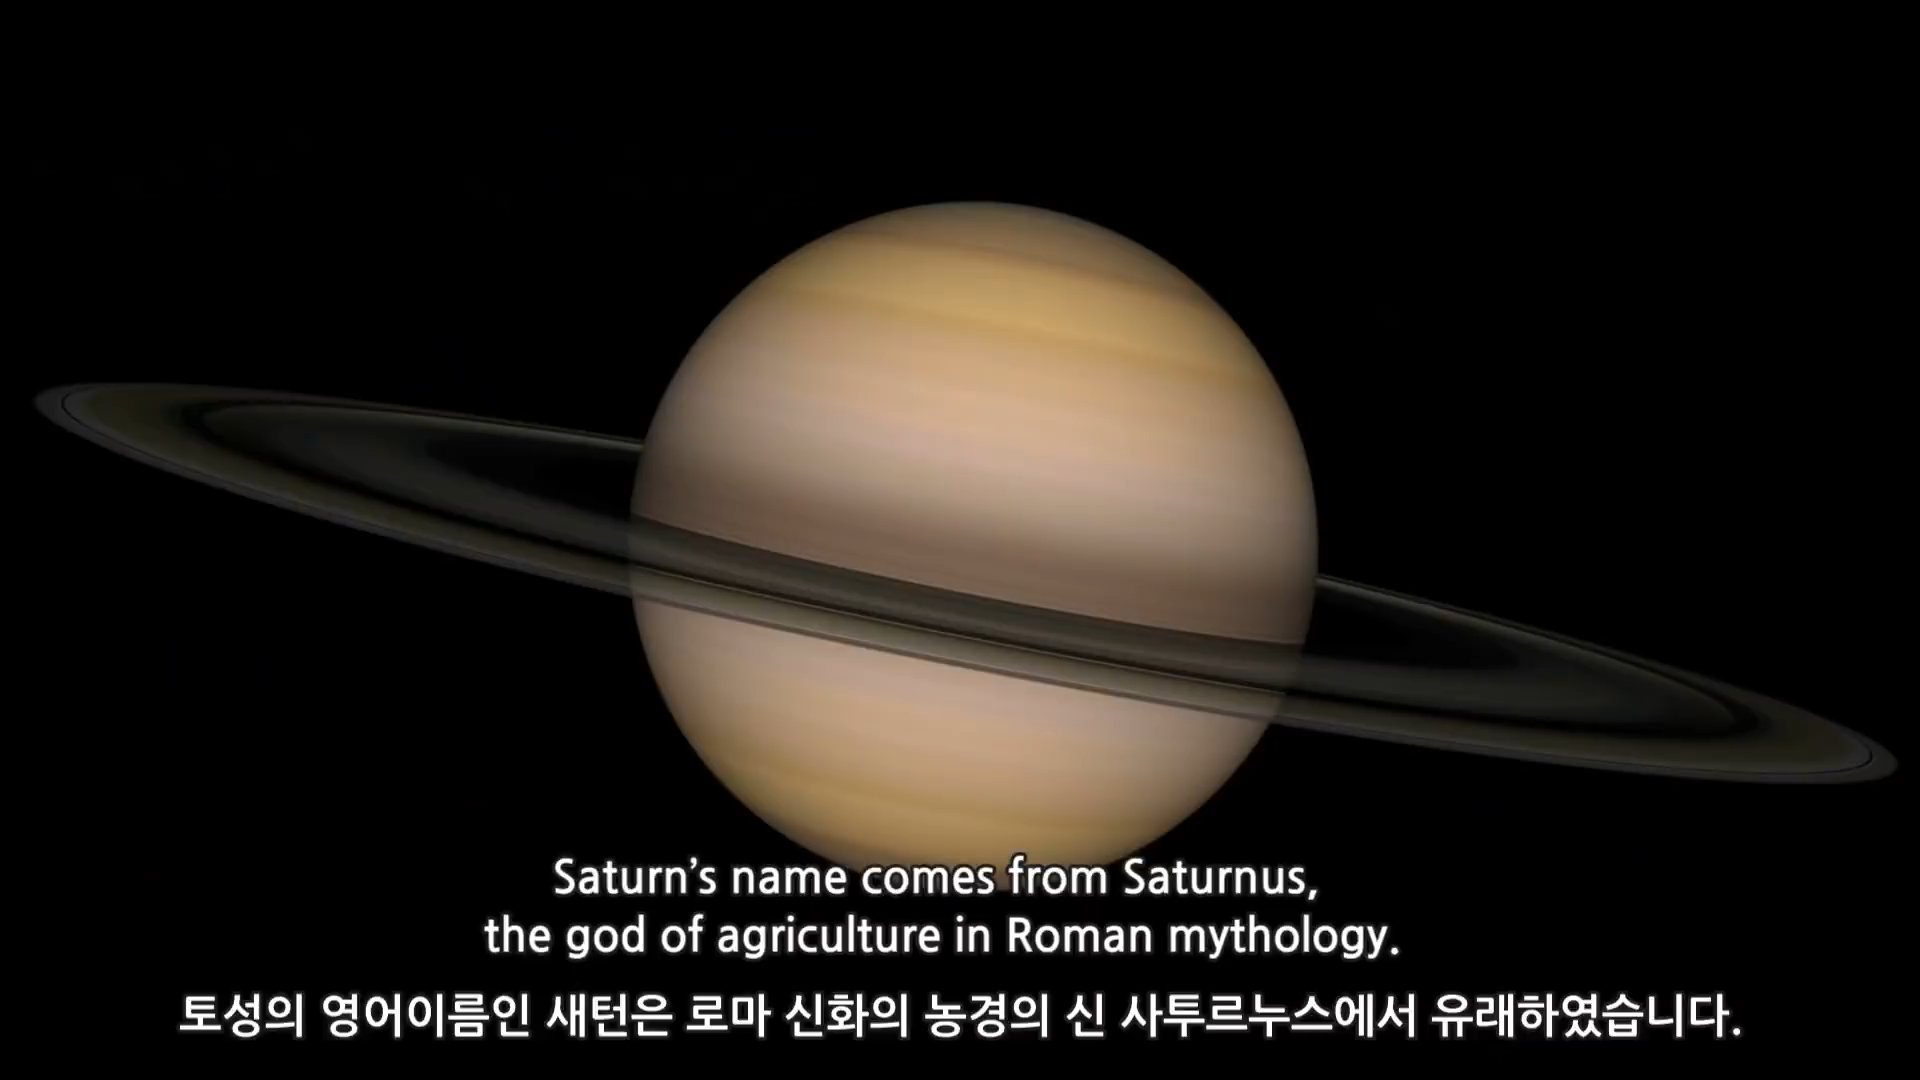 Saturn’s name comes from Saturnus,
the god of agriculture in Roman mythology.
토성의 영어이름인 새턴은 로마 신화의 농경의 신 사투르누스에서 유래하였습니다.